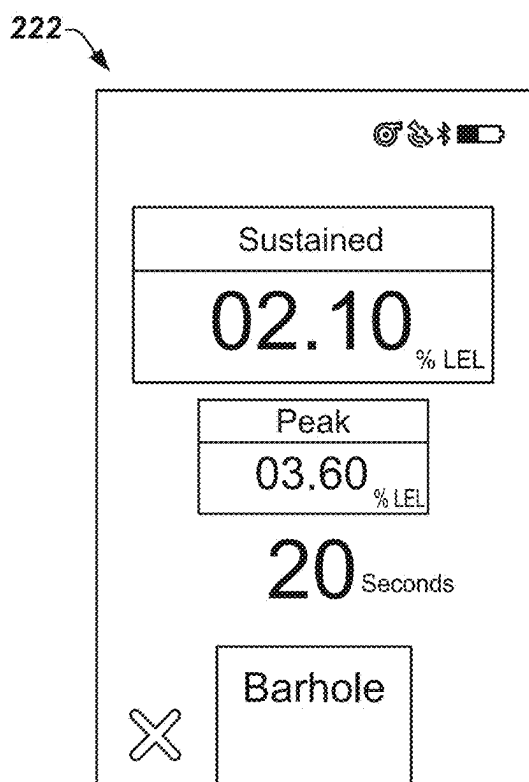 222
Sustained
02.10
% LEL
Peak
03.60
% LEL
20 Seconds
Barhole